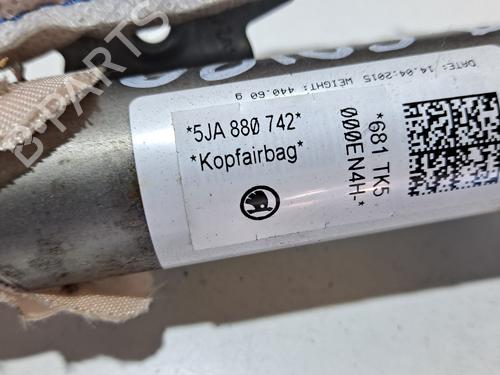 DATE: 14.04:2015 WEIGHT: 440.60 g
*5JA 880 742*
*Kopfairbag*
*681 TK5
000EN4H-*
B-PARTS